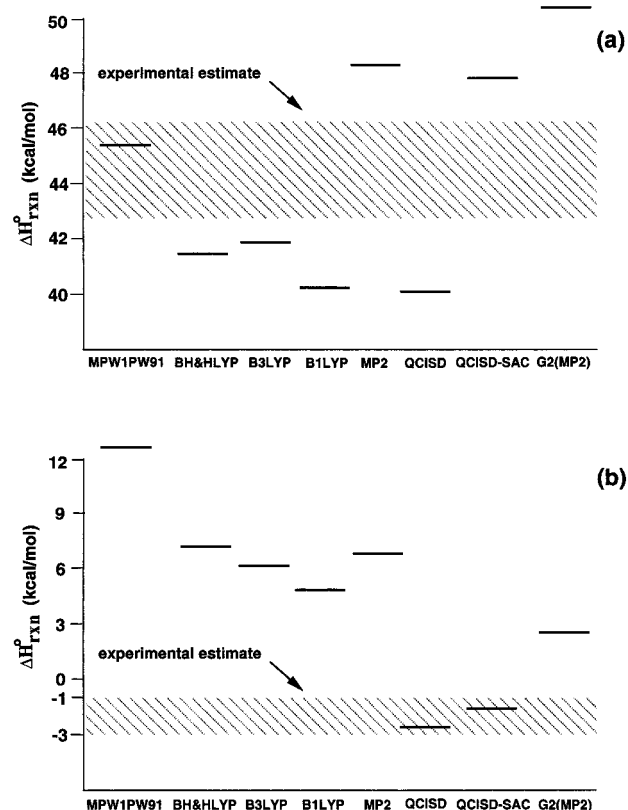 (a)
50
48
46
44
42
40
ΔH°rxn (kcal/mol)
experimental estimate
MPW1PW91 BH&HLYP B3LYP B1LYP MP2 QCISD QCISD-SAC G2(MP2)
(b)
12
9
6
3
0
-1
-3
ΔH°rxn (kcal/mol)
experimental estimate
MPW1PW91 BH&HLYP B3LYP B1LYP MP2 QCISD QCISD-SAC G2(MP2)